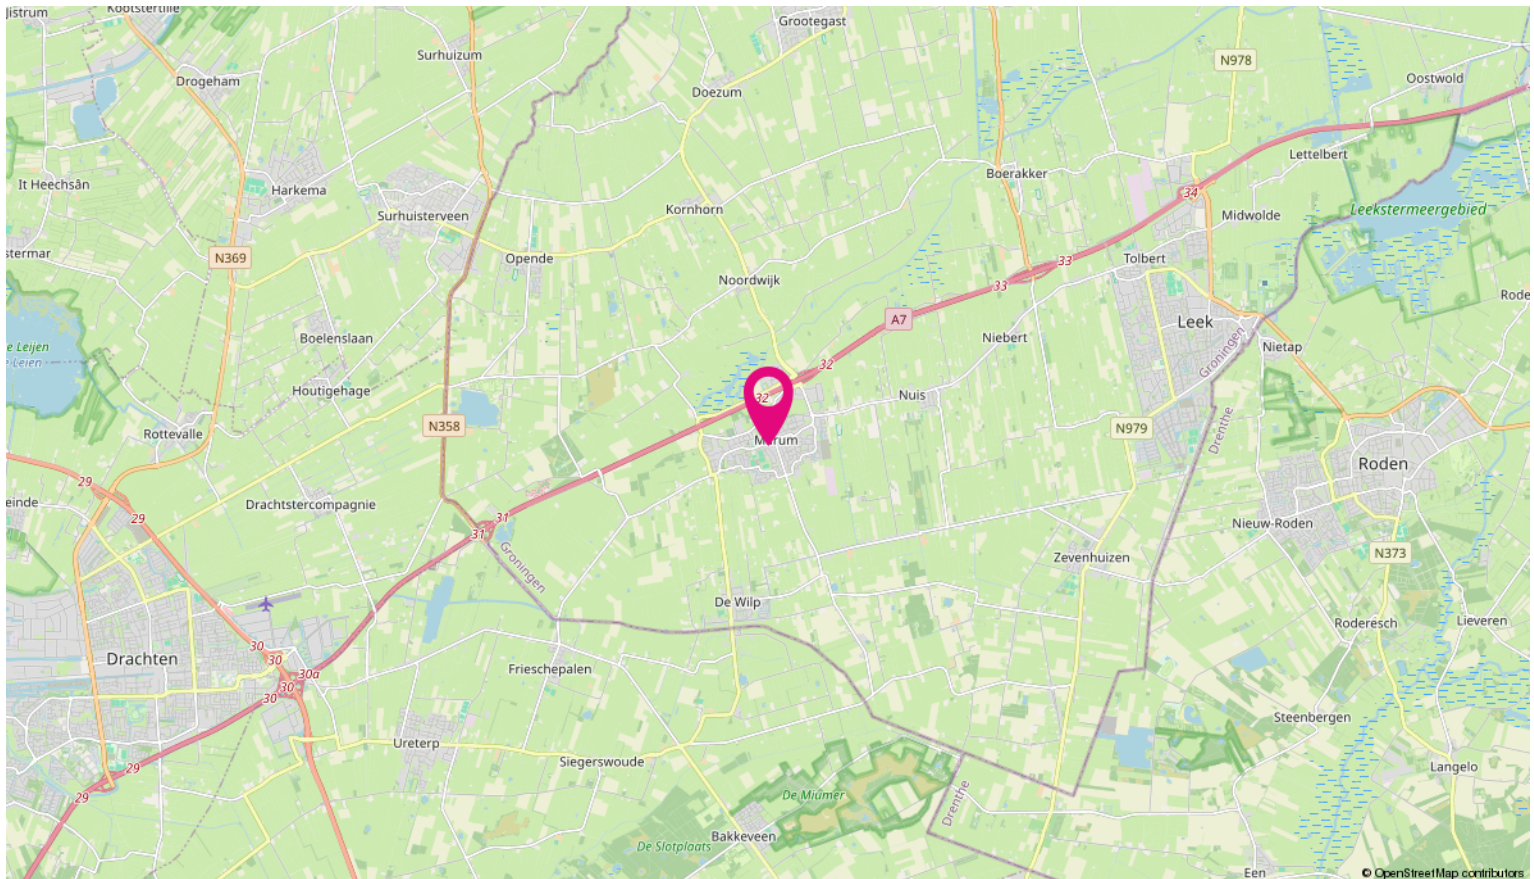 Jistrum
Kootstertille
Grootegast
Surhuizum
N978
Drogeham
Oostwold
Doezum
Lettelbert
Boerakker
It Heechsân
Harkema
34
Kornhorn
Leekstermeergebied
Surhuisterveen
Midwolde
stermar
N369
Opende
33
Tolbert
Noordwijk
33
Rode
A7
Leek
Boelenslaan
Niebert
e Leijen
e Leien
Nietap
Groningen
32
Houtigehage
Nuis
32
N358
N979
Drenthe
Rottevalle
Marum
Roden
29
einde
Drachtstercompagnie
29
31
31
Nieuw-Roden
N373
Groningen
Zevenhuizen
De Wilp
Roderesch
Lieveren
30
Drachten
30
30a
30
30
Frieschepalen
Steenbergen
Ureterp
Siegerswoude
29
Langelo
29
De Mıumer
Drenthe
Bakkeveen
De Slotplaats
Een
© OpenStreetMap contributors